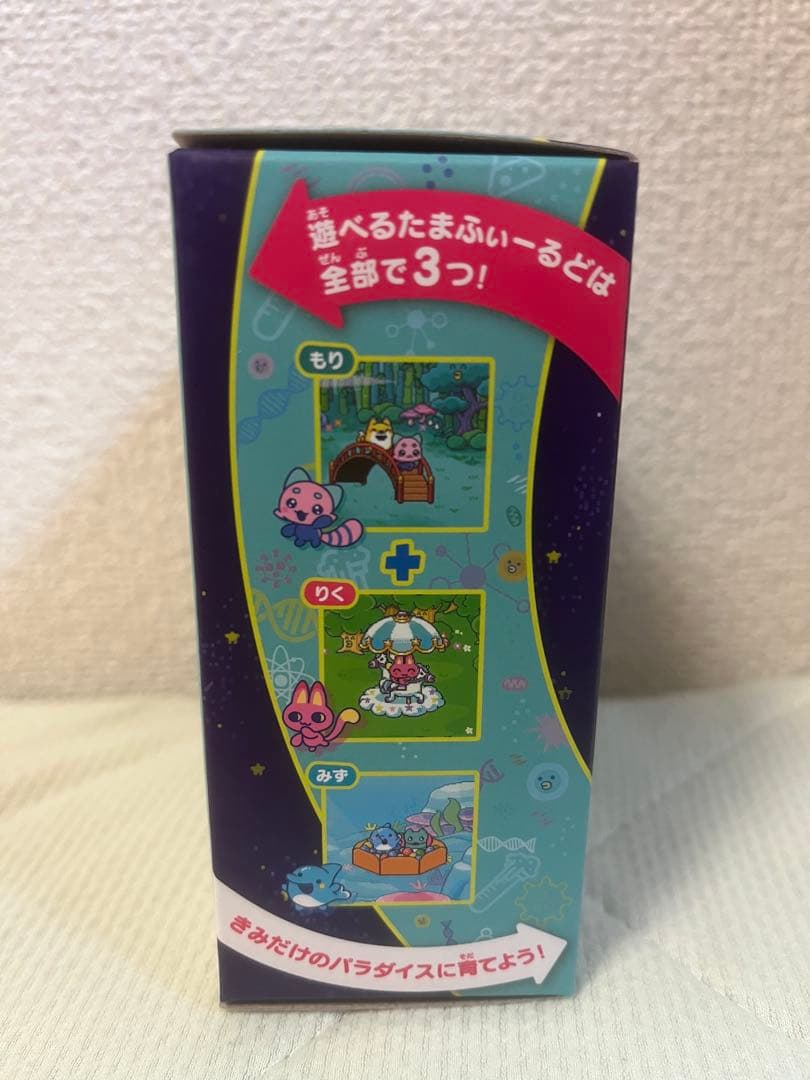 遊べるたまふぃーるどは
全部で3つ!
もり
りく
みず
きみだけのパラダイスに育てよう!